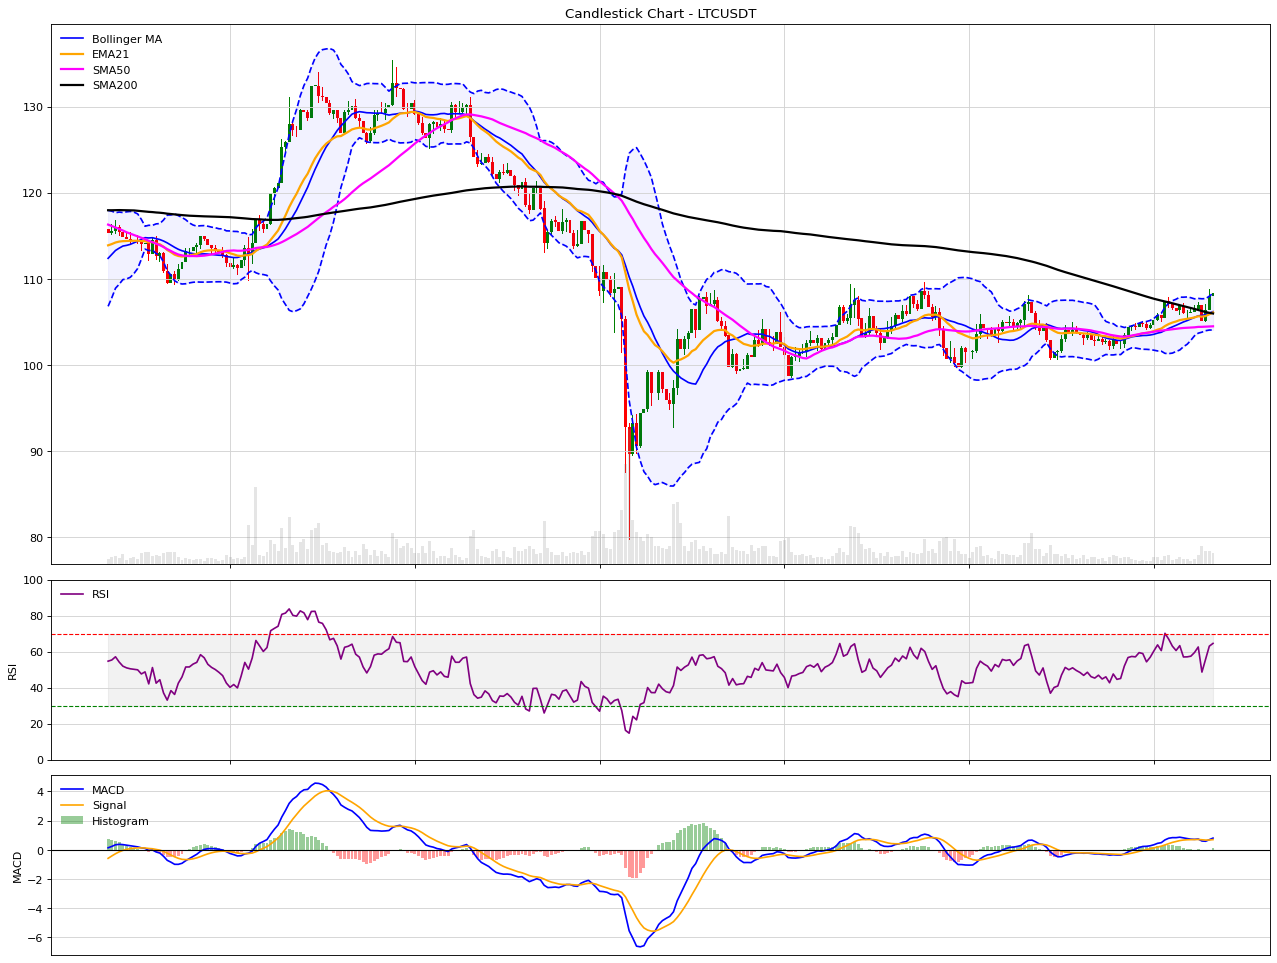 Candlestick Chart - LTCUSDT
Bollinger MA
EMA21
SMA50
SMA200
130
120
110
100
90
80
100
80
60
40
20
0
RSI
RSI
4
2
0
−2
−4
−6
MACD
MACD
Signal
Histogram